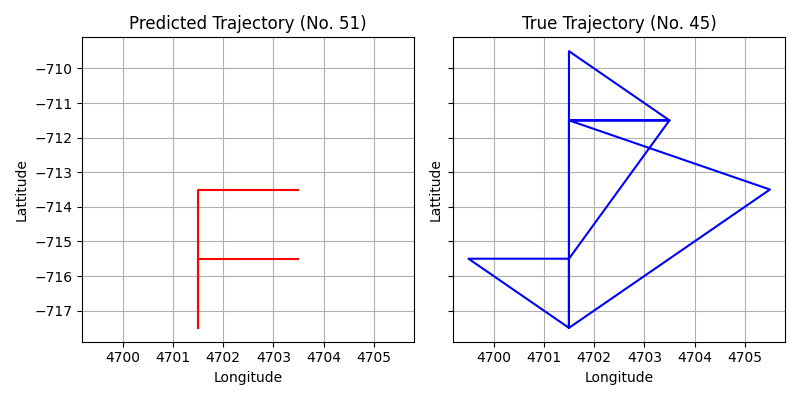 Predicted Trajectory (No. 51)
True Trajectory (No. 45)
Lattitude
−710
−711
−712
−713
−714
−715
−716
−717
4700 4701 4702 4703 4704 4705
Longitude
Lattitude
4700 4701 4702 4703 4704 4705
Longitude